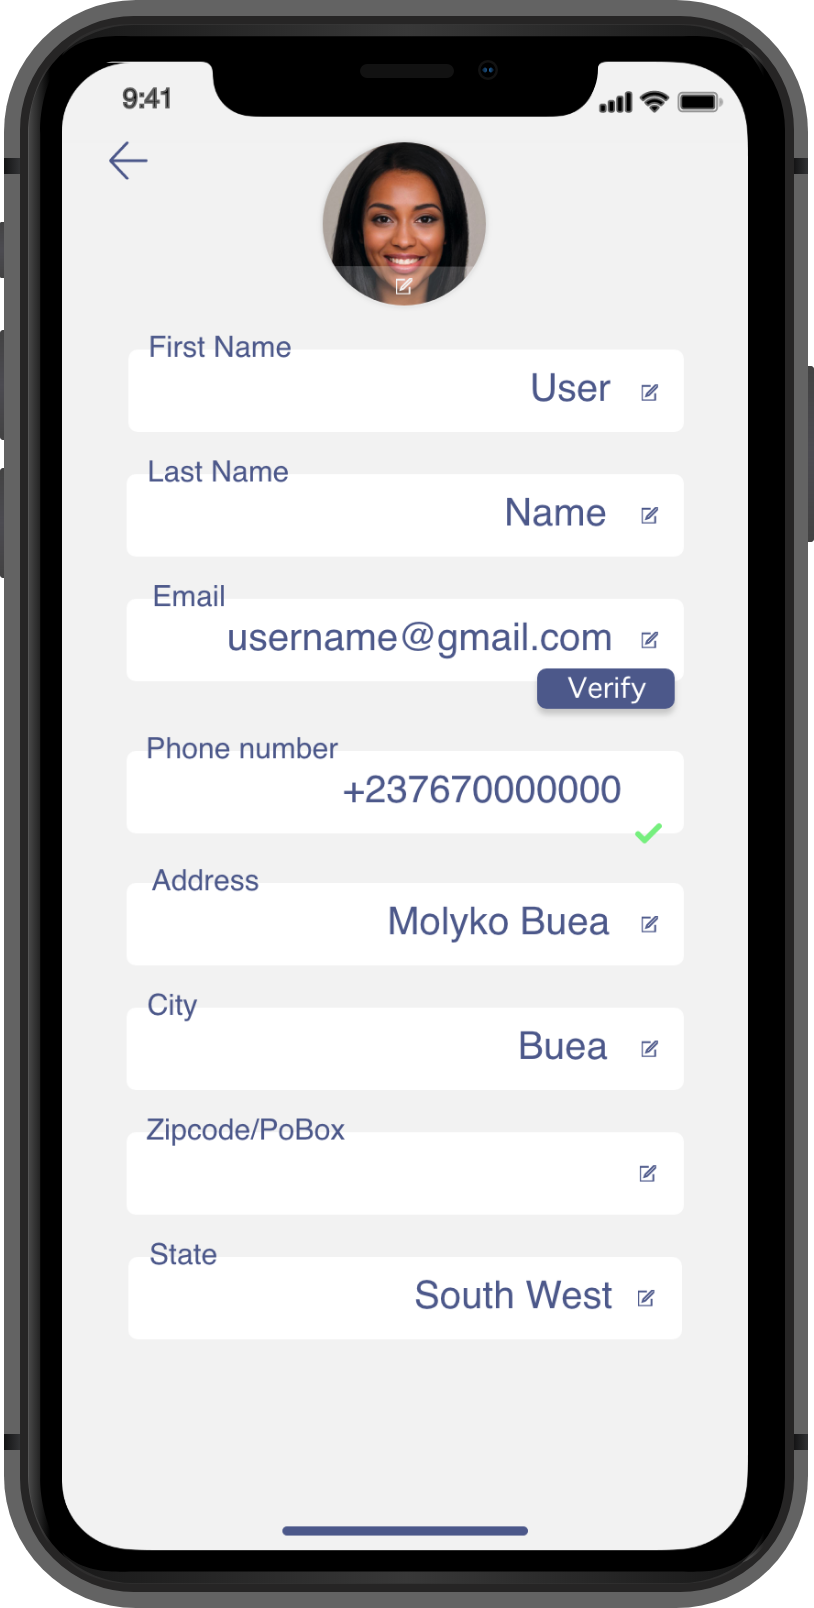 9:41
First Name
User
Last Name
Name
Email
username@gmail.com
Verify
Phone number
+237670000000
Address
Molyko Buea
City
Buea
Zipcode/PoBox
State
South West